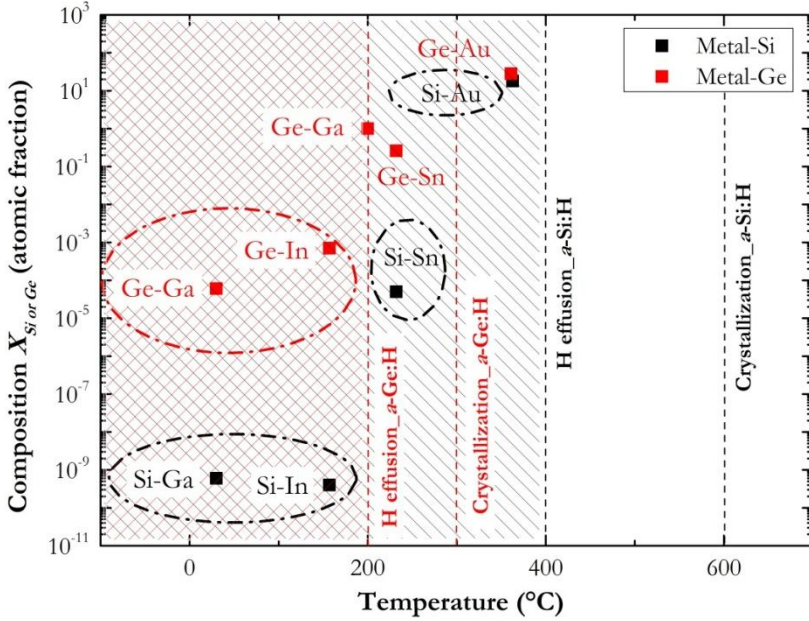 Composition X_Si or Ge (atomic fraction)
10^3
10^1
10^-1
10^-3
10^-5
10^-7
10^-9
10^-11
Ge-Au
Metal-Si
Metal-Ge
Si-Au
Ge-Ga
Ge-Sn
Ge-In
Si-Sn
Ge-Ga
Si-Ga
Si-In
H effusion_a-Ge:H
Crystallization_a-Ge:H
H effusion_a-Si:H
Crystallization_a-Si:H
0
200
400
600
Temperature (°C)